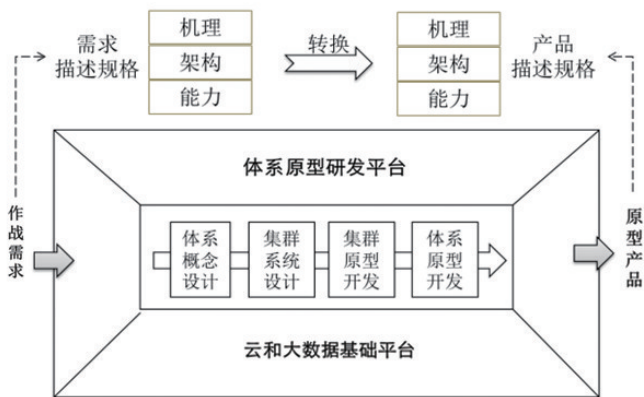 需求
描述规格
机理
架构
能力
转换
机理
架构
能力
产品
描述规格
作战需求
体系原型研发平台
体系
概念
设计
集群
系统
设计
集群
原型
开发
体系
原型
开发
云和大数据基础平台
原型产品